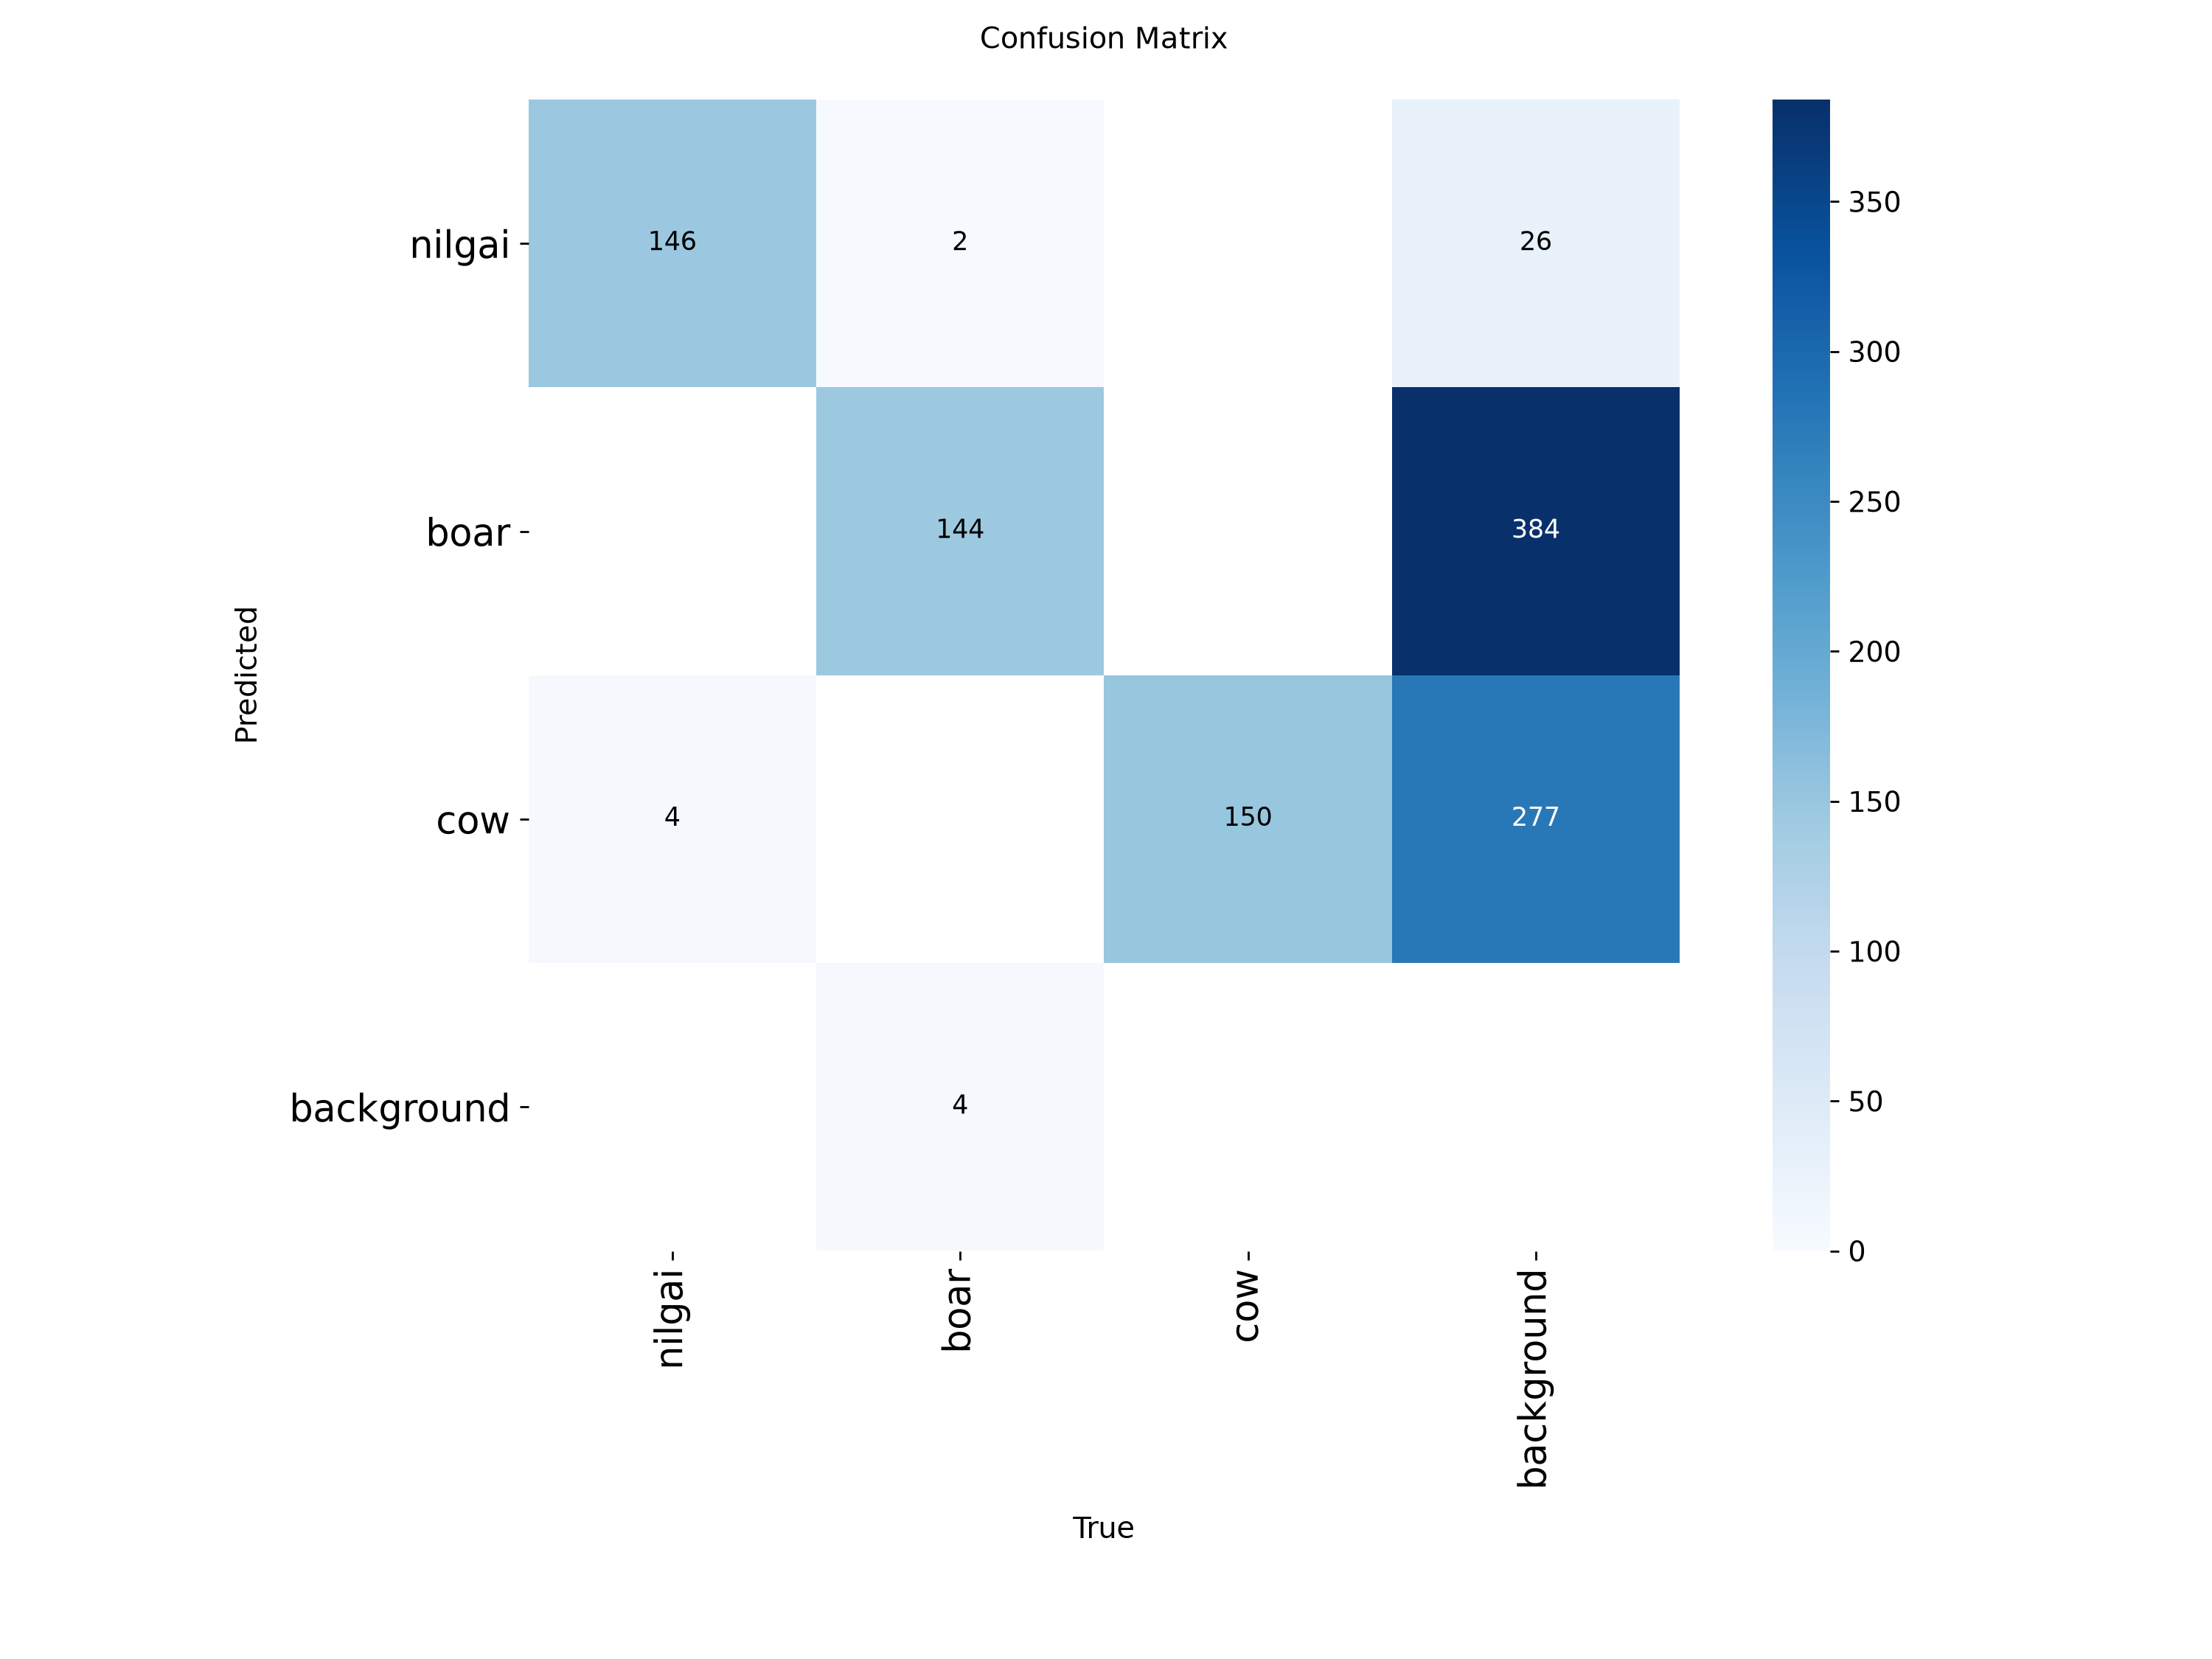 Confusion Matrix
nilgai
146
2
26
boar
144
384
cow
4
150
277
background
4
Predicted
nilgai
boar
cow
background
True
350
300
250
200
150
100
50
0